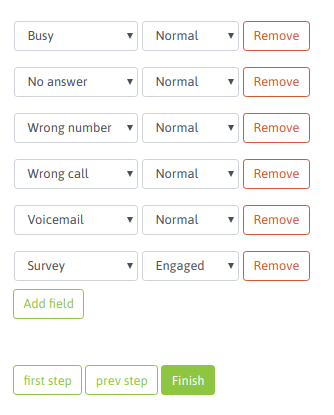 Busy Normal Remove
No answer Normal Remove
Wrong number Normal Remove
Wrong call Normal Remove
Voicemail Normal Remove
Survey Engaged Remove
Add field
first step prev step Finish